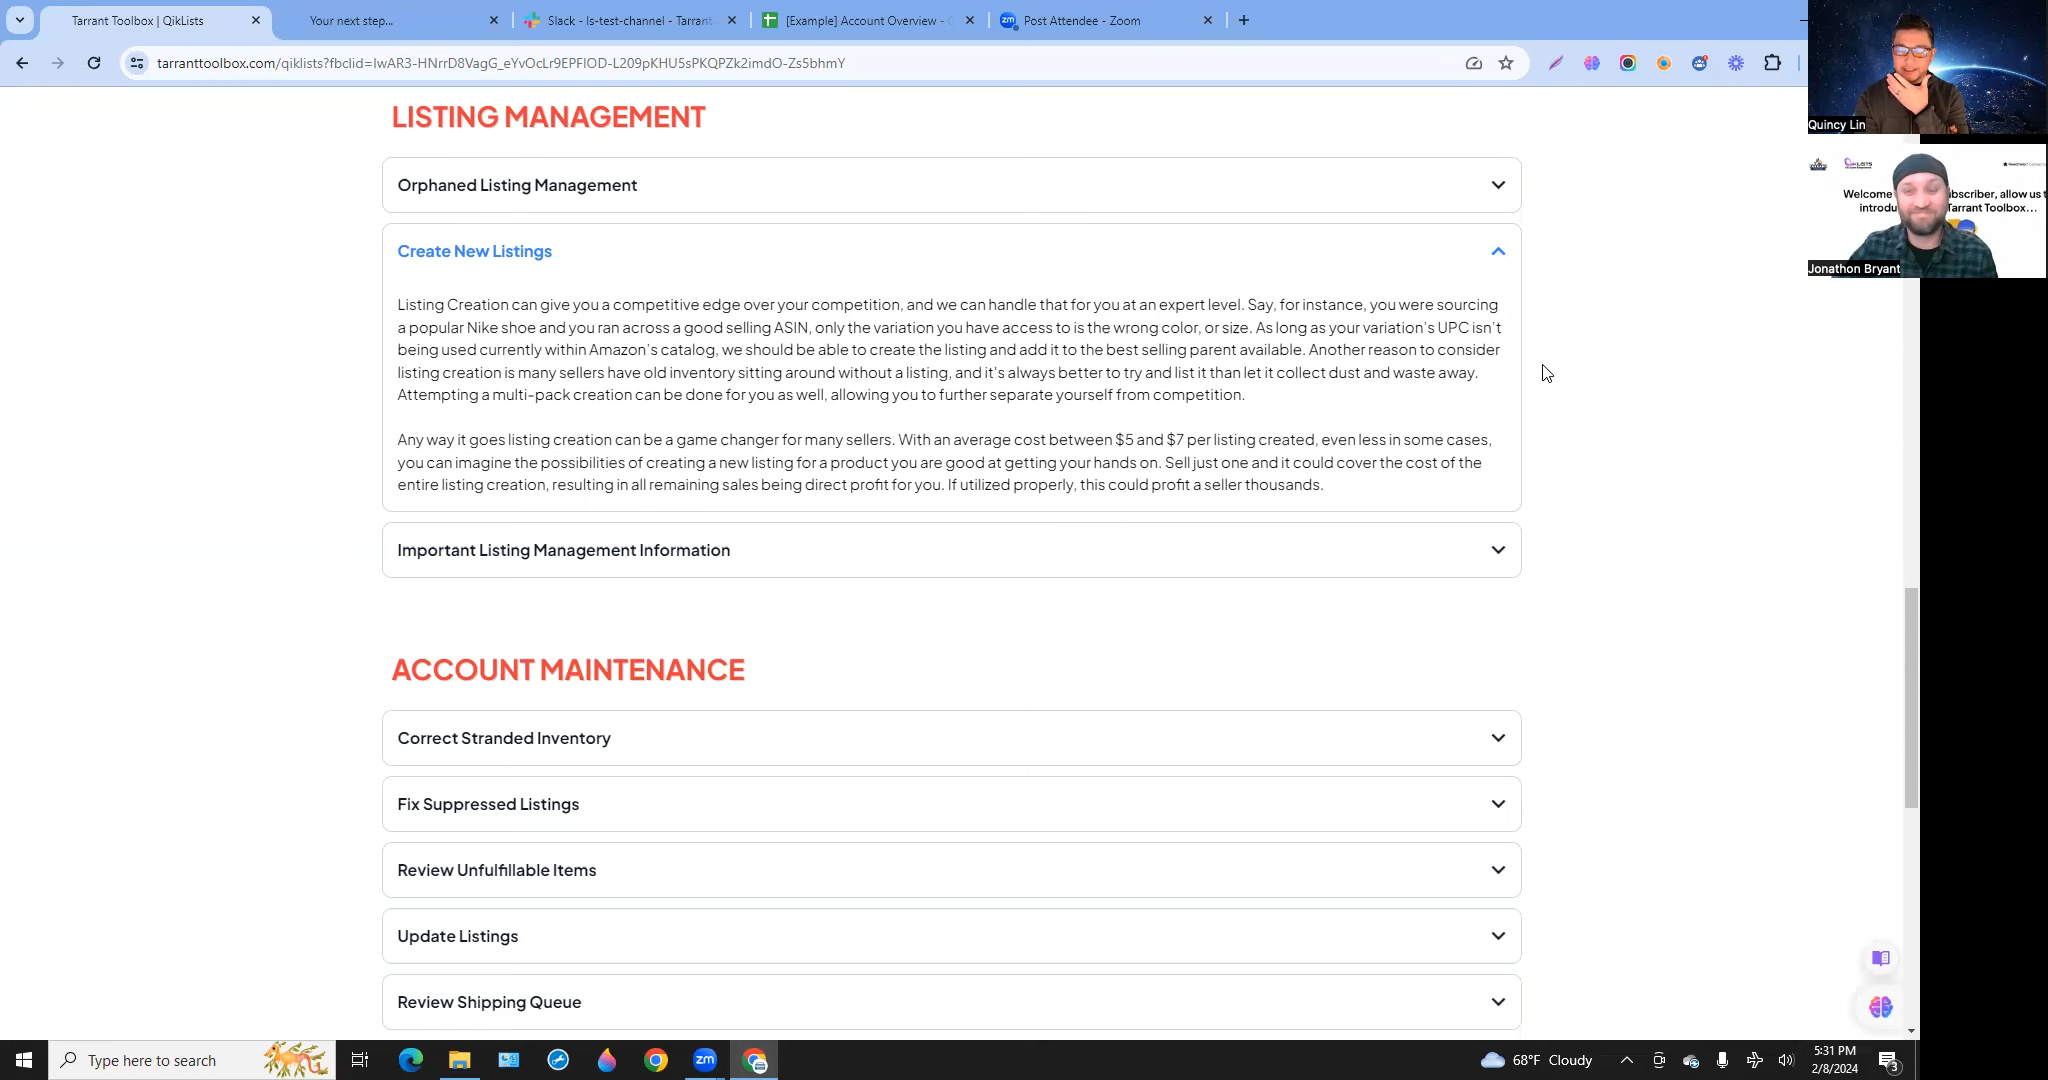 Tarrant Toolbox | QikLists
Your next step...
Slack - ls-test-channel - Tarrant
[Example] Account Overview -
Post Attendee - Zoom
tarranttoolbox.com/qiklists?fbclid=IwAR3-HNrrD8VagG_eYvOcLr9EPFIOD-L209pKHU5sPKQPZk2imdO-Zs5bhmY
Quincy Lin
LISTING MANAGEMENT
Orphaned Listing Management
Welcome
bscriber, allow us t
introdu
Tarrant Toolbox...
Jonathon Bryant
Create New Listings
Listing Creation can give you a competitive edge over your competition, and we can handle that for you at an expert level. Say, for instance, you were sourcing
a popular Nike shoe and you ran across a good selling ASIN, only the variation you have access to is the wrong color, or size. As long as your variation's UPC isn't
being used currently within Amazon's catalog, we should be able to create the listing and add it to the best selling parent available. Another reason to consider
listing creation is many sellers have old inventory sitting around without a listing, and it's always better to try and list it than let it collect dust and waste away.
Attempting a multi-pack creation can be done for you as well, allowing you to further separate yourself from competition.
Any way it goes listing creation can be a game changer for many sellers. With an average cost between $5 and $7 per listing created, even less in some cases,
you can imagine the possibilities of creating a new listing for a product you are good at getting your hands on. Sell just one and it could cover the cost of the
entire listing creation, resulting in all remaining sales being direct profit for you. If utilized properly, this could profit a seller thousands.
Important Listing Management Information
ACCOUNT MAINTENANCE
Correct Stranded Inventory
Fix Suppressed Listings
Review Unfulfillable Items
Update Listings
Review Shipping Queue
Type here to search
zm
68°F Cloudy
5:31 PM
2/8/2024
3